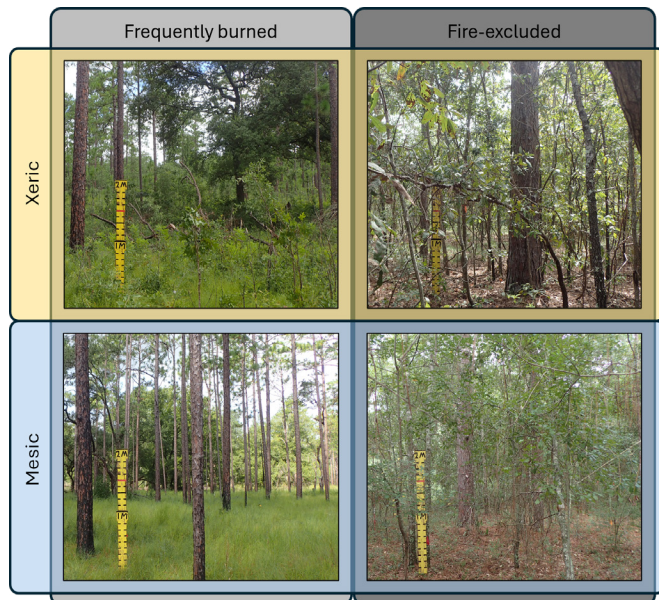 Frequently burned
Fire-excluded
Xeric
2M
1M
2M
1M
Mesic
2M
1M
2M
1M